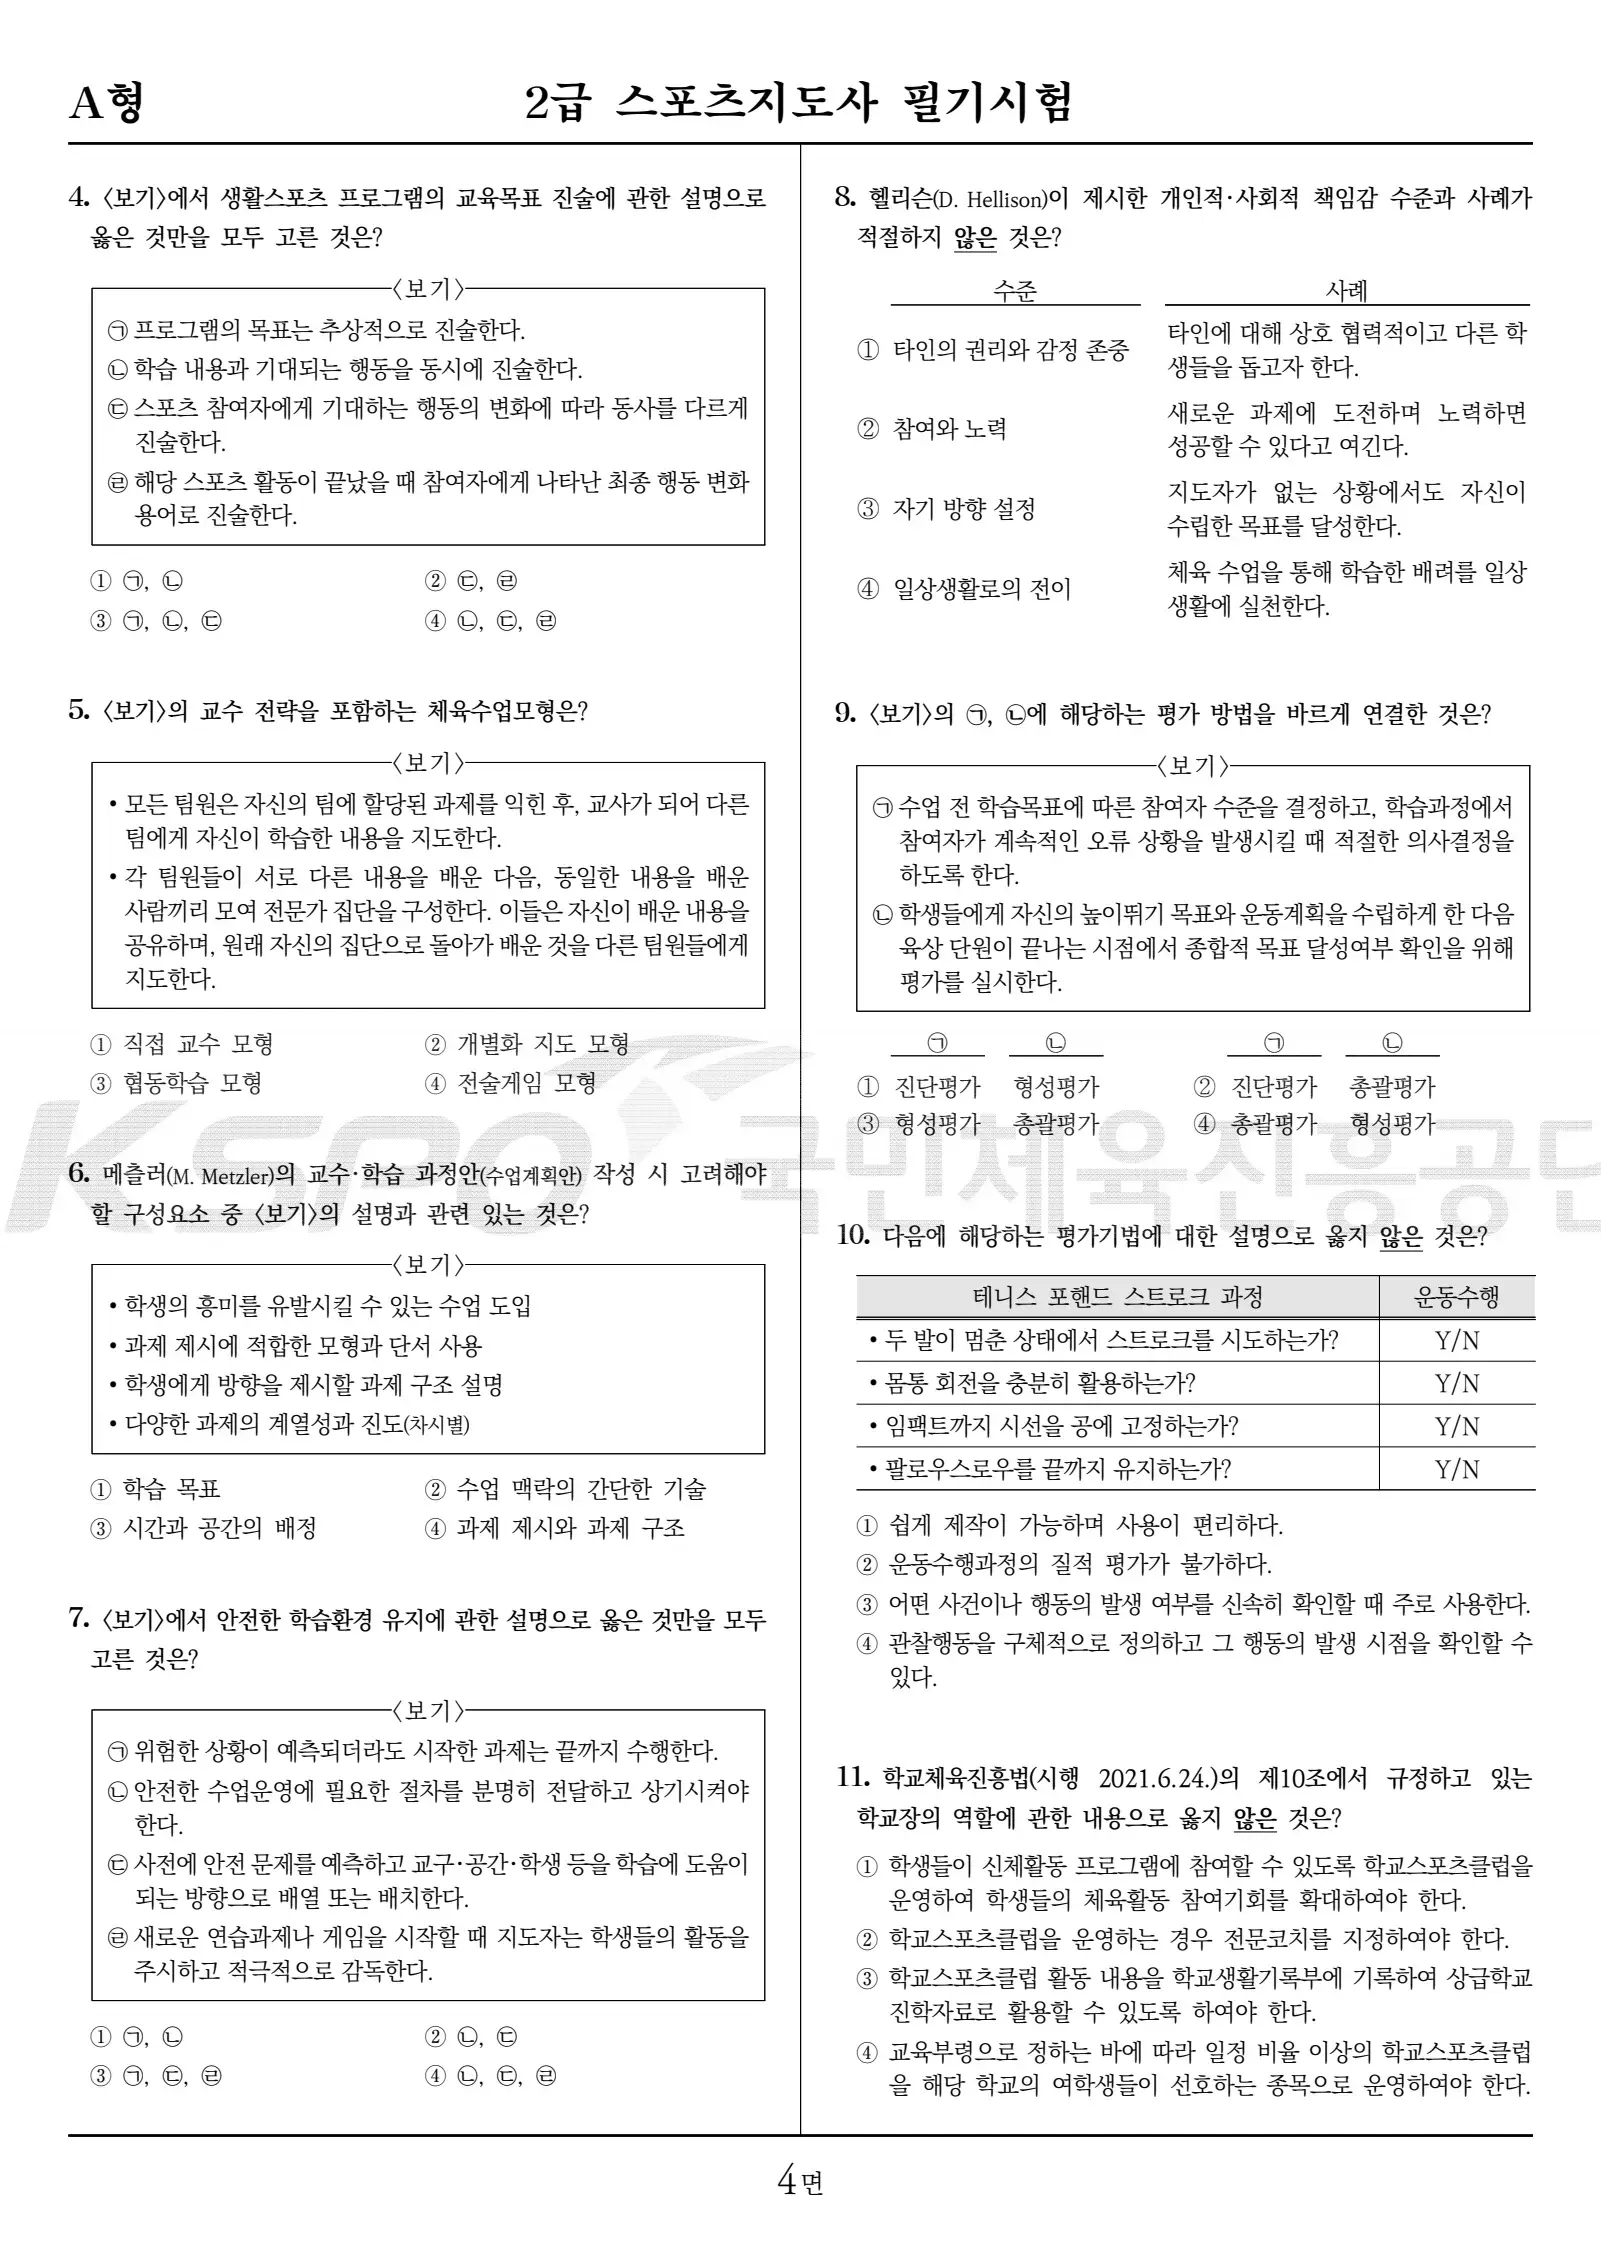 A형
2급 스포츠지도사 필기시험
4. <보기>에서 생활스포츠 프로그램의 교육목표 진술에 관한 설명으로
옳은 것만을 모두 고른 것은?
<보기>
㉠ 프로그램의 목표는 추상적으로 진술한다.
㉡ 학습 내용과 기대되는 행동을 동시에 진술한다.
㉢ 스포츠 참여자에게 기대하는 행동의 변화에 따라 동사를 다르게
진술한다.
㉣ 해당 스포츠 활동이 끝났을 때 참여자에게 나타난 최종 행동 변화
용어로 진술한다.
① ㉠, ㉡ ② ㉢, ㉣
③ ㉠, ㉡, ㉢ ④ ㉡, ㉢, ㉣
5. <보기>의 교수 전략을 포함하는 체육수업모형은?
<보기>
• 모든 팀원은 자신의 팀에 할당된 과제를 익힌 후, 교사가 되어 다른
팀에게 자신이 학습한 내용을 지도한다.
• 각 팀원들이 서로 다른 내용을 배운 다음, 동일한 내용을 배운
사람끼리 모여 전문가 집단을 구성한다. 이들은 자신이 배운 내용을
공유하며, 원래 자신의 집단으로 돌아가 배운 것을 다른 팀원들에게
지도한다.
① 직접 교수 모형 ② 개별화 지도 모형
③ 협동학습 모형 ④ 전술게임 모형
6. 메츨러(M. Metzler)의 교수·학습 과정안(수업계획안) 작성 시 고려해야
할 구성요소 중 <보기>의 설명과 관련 있는 것은?
<보기>
• 학생의 흥미를 유발시킬 수 있는 수업 도입
• 과제 제시에 적합한 모형과 단서 사용
• 학생에게 방향을 제시할 과제 구조 설명
• 다양한 과제의 계열성과 진도(차시별)
① 학습 목표 ② 수업 맥락의 간단한 기술
③ 시간과 공간의 배정 ④ 과제 제시와 과제 구조
7. <보기>에서 안전한 학습환경 유지에 관한 설명으로 옳은 것만을 모두
고른 것은?
<보기>
㉠ 위험한 상황이 예측되더라도 시작한 과제는 끝까지 수행한다.
㉡ 안전한 수업운영에 필요한 절차를 분명히 전달하고 상기시켜야
한다.
㉢ 사전에 안전 문제를 예측하고 교구·공간·학생 등을 학습에 도움이
되는 방향으로 배열 또는 배치한다.
㉣ 새로운 연습과제나 게임을 시작할 때 지도자는 학생들의 활동을
주시하고 적극적으로 감독한다.
① ㉠, ㉡ ② ㉡, ㉢
③ ㉠, ㉢, ㉣ ④ ㉡, ㉢, ㉣
8. 헬리슨(D. Hellison)이 제시한 개인적·사회적 책임감 수준과 사례가
적절하지 않은 것은?
수준 사례
① 타인의 권리와 감정 존중 타인에 대해 상호 협력적이고 다른 학
생들을 돕고자 한다.
② 참여와 노력 새로운 과제에 도전하며 노력하면
성공할 수 있다고 여긴다.
③ 자기 방향 설정 지도자가 없는 상황에서도 자신이
수립한 목표를 달성한다.
④ 일상생활로의 전이 체육 수업을 통해 학습한 배려를 일상
생활에 실천한다.
9. <보기>의 ㉠, ㉡에 해당하는 평가 방법을 바르게 연결한 것은?
<보기>
㉠ 수업 전 학습목표에 따른 참여자 수준을 결정하고, 학습과정에서
참여자가 계속적인 오류 상황을 발생시킬 때 적절한 의사결정을
하도록 한다.
㉡ 학생들에게 자신의 높이뛰기 목표와 운동계획을 수립하게 한 다음
육상 단원이 끝나는 시점에서 종합적 목표 달성여부 확인을 위해
평가를 실시한다.
㉠ ㉡ ㉠ ㉡
① 진단평가 형성평가 ② 진단평가 총괄평가
③ 형성평가 총괄평가 ④ 총괄평가 형성평가
10. 다음에 해당하는 평가기법에 대한 설명으로 옳지 않은 것은?
테니스 포핸드 스트로크 과정 운동수행
• 두 발이 멈춘 상태에서 스트로크를 시도하는가? Y/N
• 몸통 회전을 충분히 활용하는가? Y/N
• 임팩트까지 시선을 공에 고정하는가? Y/N
• 팔로우스로우를 끝까지 유지하는가? Y/N
① 쉽게 제작이 가능하며 사용이 편리하다.
② 운동수행과정의 질적 평가가 불가하다.
③ 어떤 사건이나 행동의 발생 여부를 신속히 확인할 때 주로 사용한다.
④ 관찰행동을 구체적으로 정의하고 그 행동의 발생 시점을 확인할 수
있다.
11. 학교체육진흥법(시행 2021.6.24.)의 제10조에서 규정하고 있는
학교장의 역할에 관한 내용으로 옳지 않은 것은?
① 학생들이 신체활동 프로그램에 참여할 수 있도록 학교스포츠클럽을
운영하여 학생들의 체육활동 참여기회를 확대하여야 한다.
② 학교스포츠클럽을 운영하는 경우 전문코치를 지정하여야 한다.
③ 학교스포츠클럽 활동 내용을 학교생활기록부에 기록하여 상급학교
진학자료로 활용할 수 있도록 하여야 한다.
④ 교육부령으로 정하는 바에 따라 일정 비율 이상의 학교스포츠클럽
을 해당 학교의 여학생들이 선호하는 종목으로 운영하여야 한다.
KSPO 국민체육진흥공단
4면